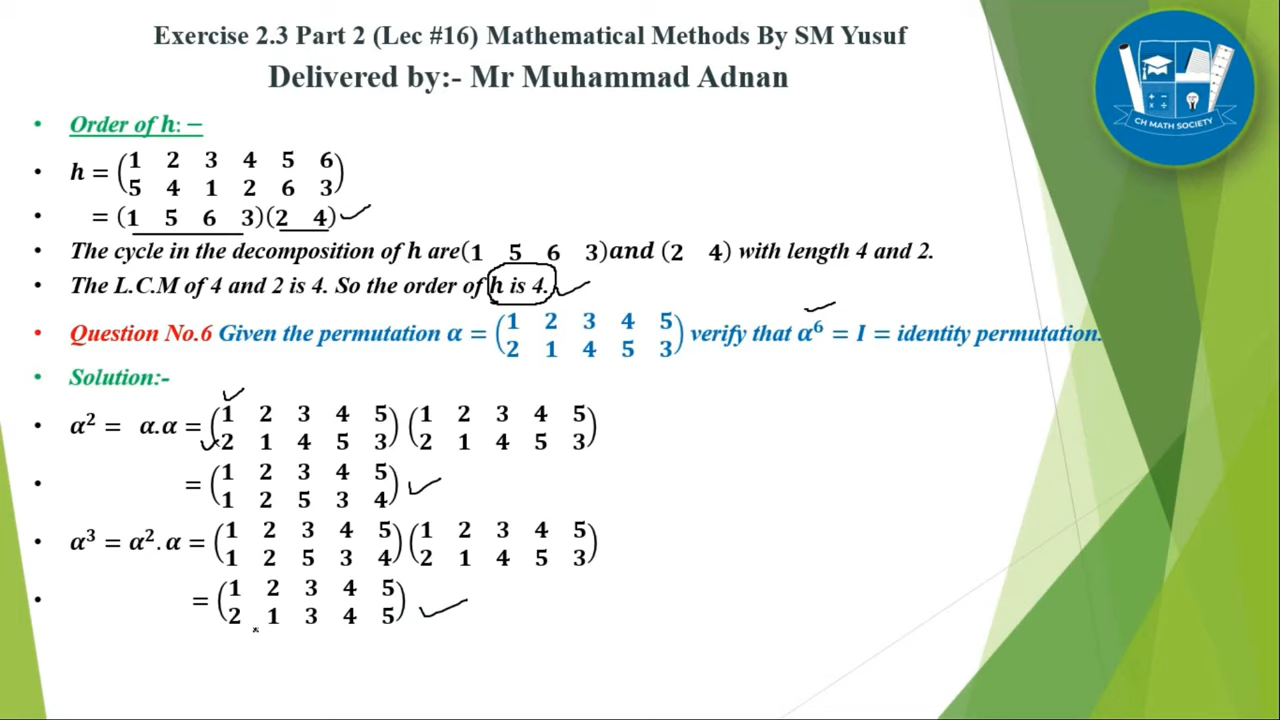 Exercise 2.3 Part 2 (Lec #16) Mathematical Methods By SM Yusuf
Delivered by:- Mr Muhammad Adnan
CH MATH SOCIETY
• Order of h: −
• h = (1 2 3 4 5 6
5 4 1 2 6 3)
• = (1 5 6 3)(2 4)
• The cycle in the decomposition of h are(1 5 6 3)and (2 4) with length 4 and 2.
• The L.C.M of 4 and 2 is 4. So the order of h is 4.
• Question No.6 Given the permutation α = (1 2 3 4 5
2 1 4 5 3) verify that α⁶ = I = identity permutation.
• Solution:-
• α² = α.α = (1 2 3 4 5) (1 2 3 4 5)
2 1 4 5 3 2 1 4 5 3
• = (1 2 3 4 5
1 2 5 3 4)
• α³ = α².α = (1 2 3 4 5) (1 2 3 4 5)
1 2 5 3 4 2 1 4 5 3
• = (1 2 3 4 5
2 1 3 4 5)